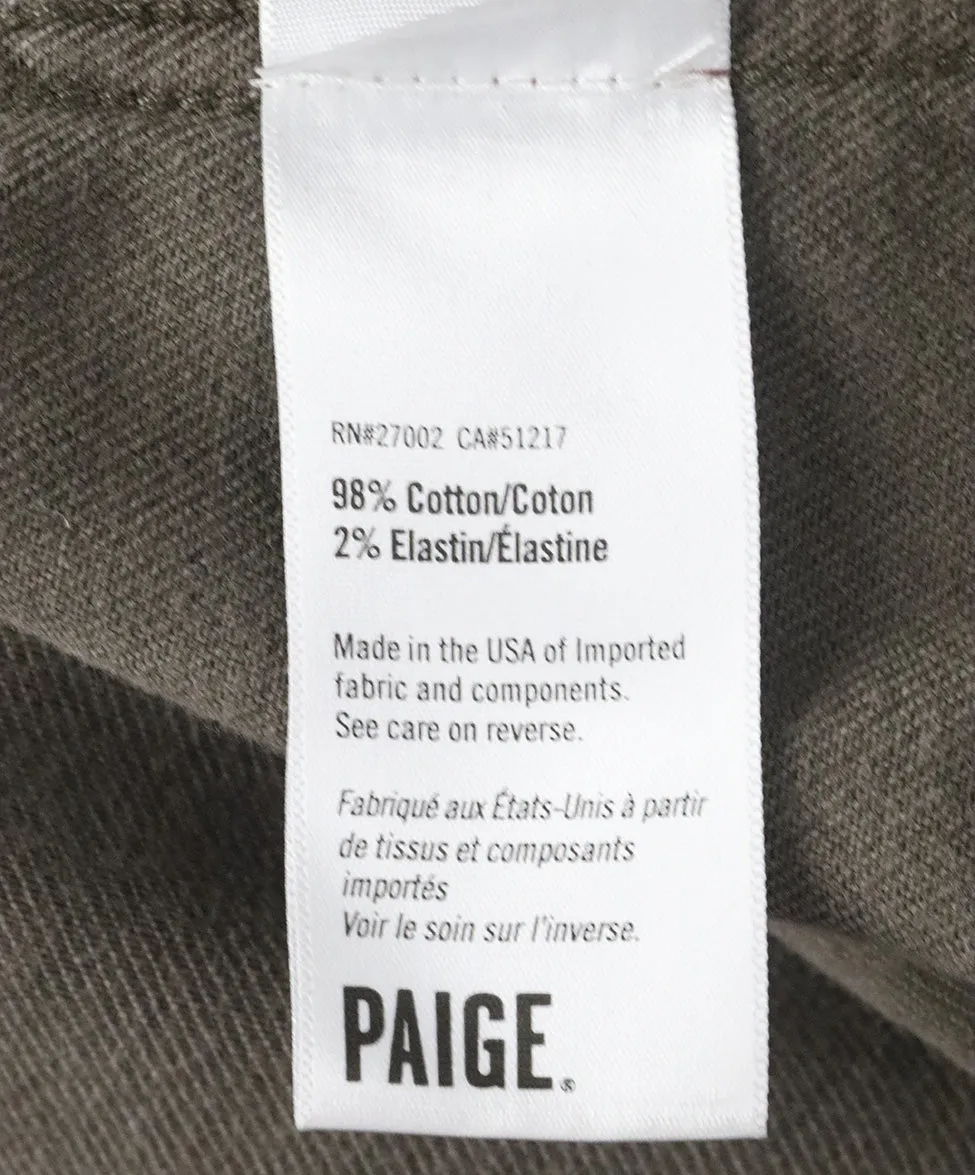 RN#27002 CA#51217
98% Cotton/Coton
2% Elastin/Élastine
Made in the USA of Imported
fabric and components.
See care on reverse.
Fabriqué aux États-Unis à partir
de tissus et composants
importés
Voir le soin sur l'inverse.
PAIGE®